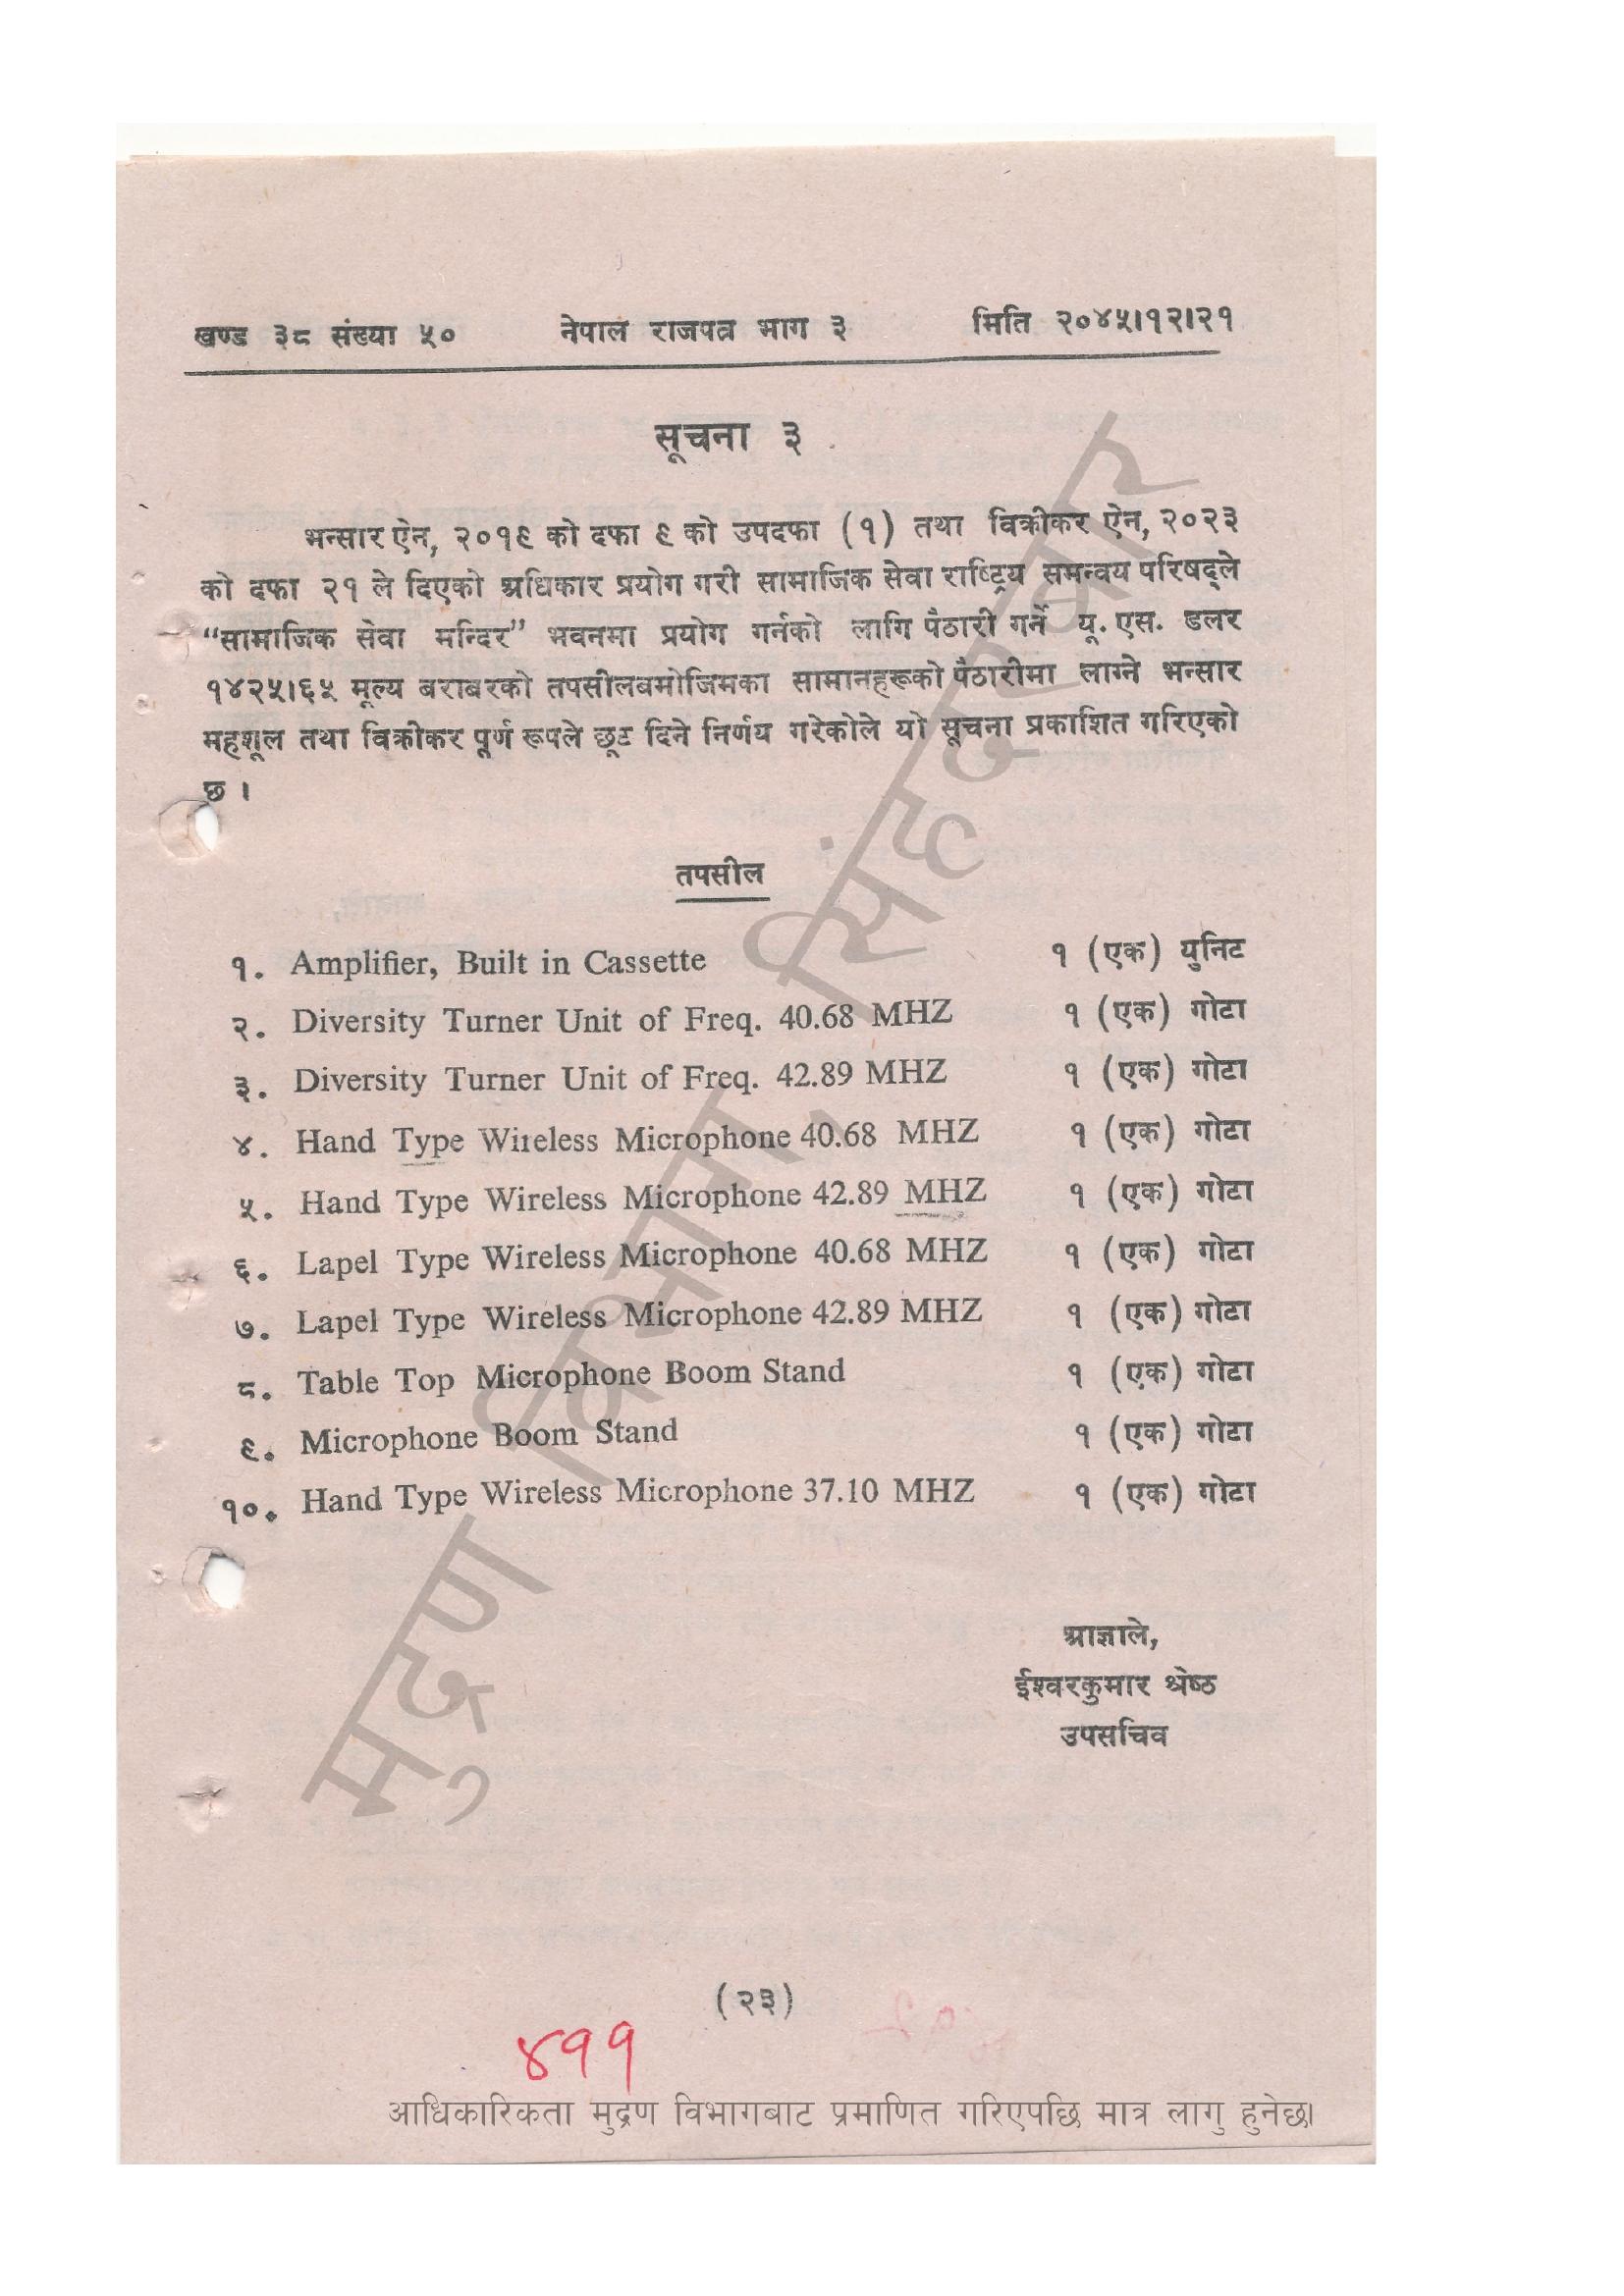 खण्ड ३८ संख्या ५० नेपाल राजपत्र भाग ३ मिति २०४५।१२।२१
सूचना ३
भन्सार ऐन, २०१९ को दफा ९ को उपदफा (१) तथा विक्रीकर ऐन, २०२३
को दफा २१ ले दिएको अधिकार प्रयोग गरी सामाजिक सेवा राष्ट्रिय समन्वय परिषद्ले
“सामाजिक सेवा मन्दिर” भवनमा प्रयोग गर्नको लागि पैठारी गर्ने यू. एस. डलर
१४२५।६५ मूल्य बराबरको तपसीलबमोजिमका सामानहरूको पैठारीमा लाग्ने भन्सार
महशूल तथा विक्रीकर पूर्ण रूपले छूट दिने निर्णय गरेकोले यो सूचना प्रकाशित गरिएको
छ ।
तपसील
१. Amplifier, Built in Cassette १ (एक) युनिट
२. Diversity Turner Unit of Freq. 40.68 MHZ १ (एक) गोटा
३. Diversity Turner Unit of Freq. 42.89 MHZ १ (एक) गोटा
४. Hand Type Wireless Microphone 40.68 MHZ १ (एक) गोटा
५. Hand Type Wireless Microphone 42.89 MHZ १ (एक) गोटा
६. Lapel Type Wireless Microphone 40.68 MHZ १ (एक) गोटा
७. Lapel Type Wireless Microphone 42.89 MHZ १ (एक) गोटा
८. Table Top Microphone Boom Stand १ (एक) गोटा
९. Microphone Boom Stand १ (एक) गोटा
१०. Hand Type Wireless Microphone 37.10 MHZ १ (एक) गोटा
आज्ञाले,
ईश्वरकुमार श्रेष्ठ
उपसचिव
मुद्रण विभाग, सिंहदरबार
(२३)
४११
आधिकारिकता मुद्रण विभागबाट प्रमाणित गरिएपछि मात्र लागु हुनेछ।